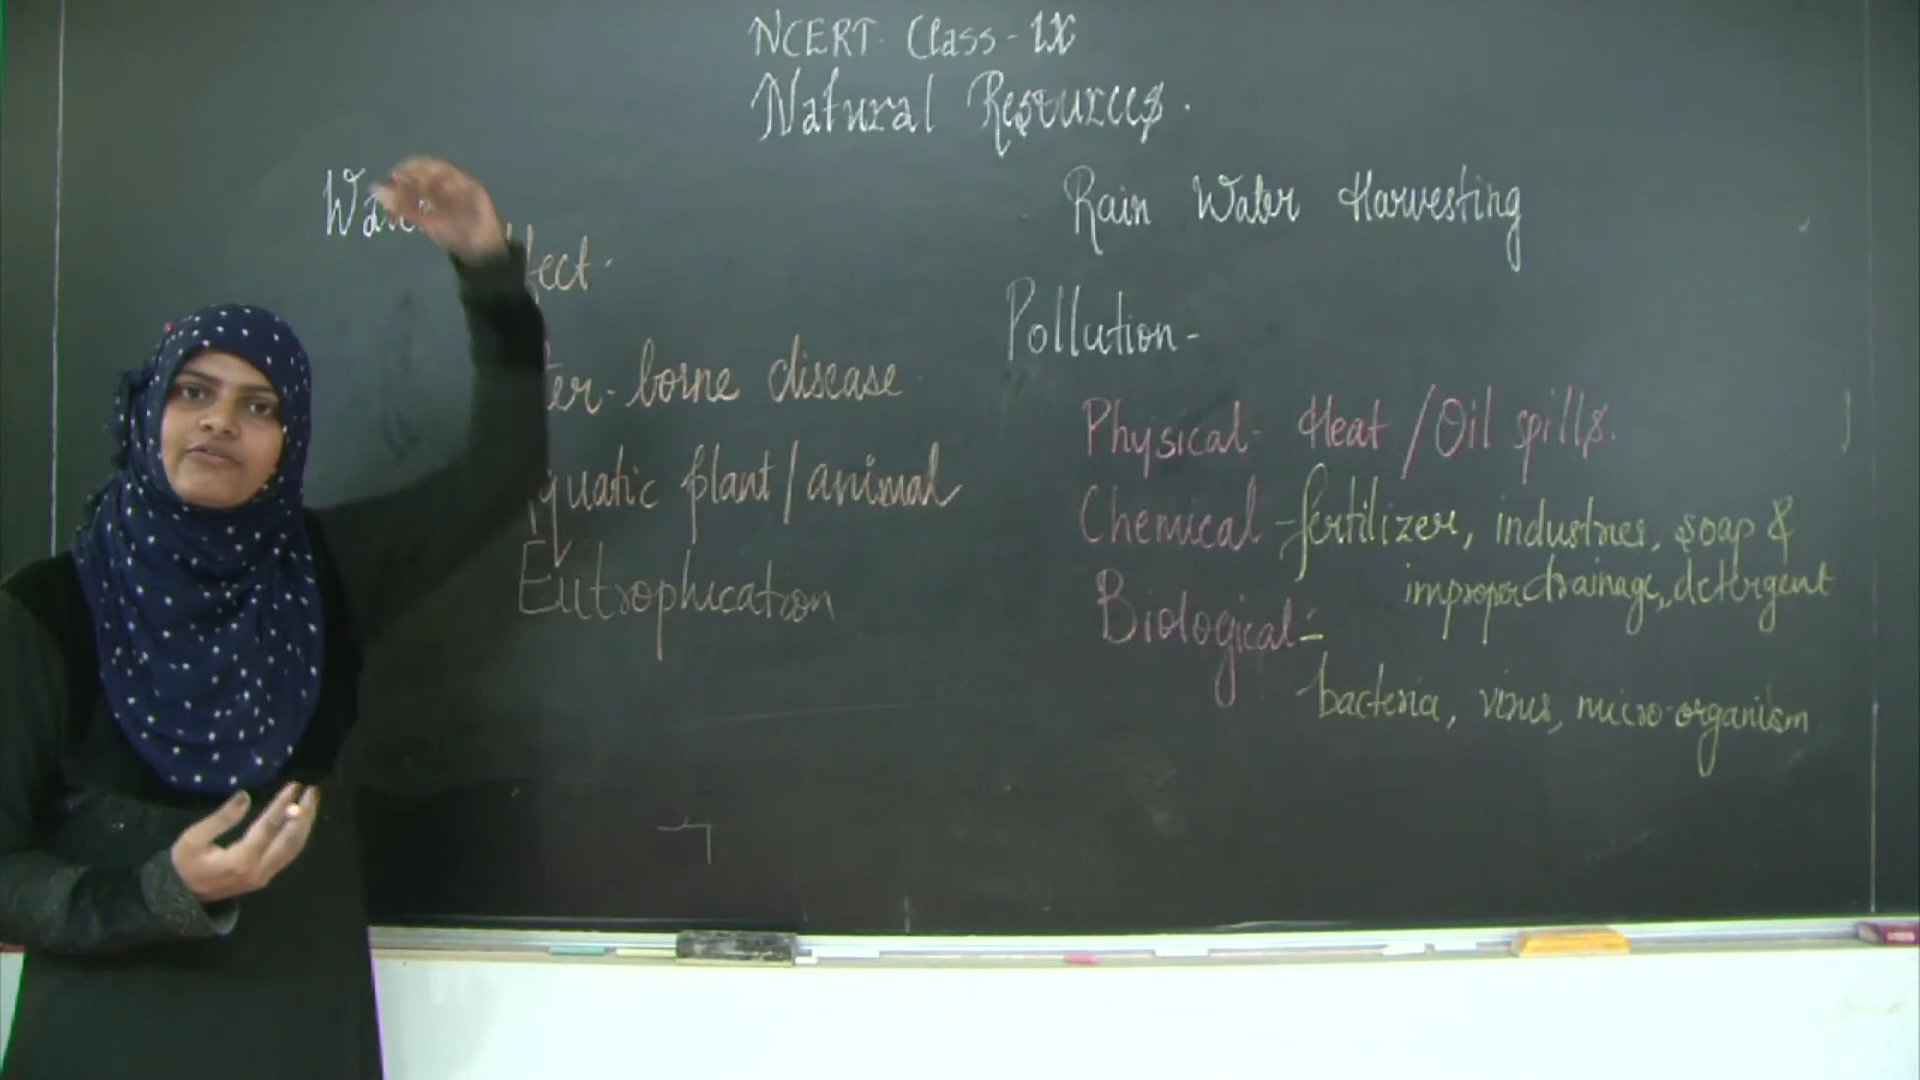 NCERT Class-IX
Natural Resources.
Rain Water Harvesting
Pollution-
borne disease
plant/animal
Eutrophication
Physical- Heat/Oil spills.
Chemical-fertilizer, industries, soap &
improper drainage, detergent
Biological:-
bacteria, virus, micro-organism